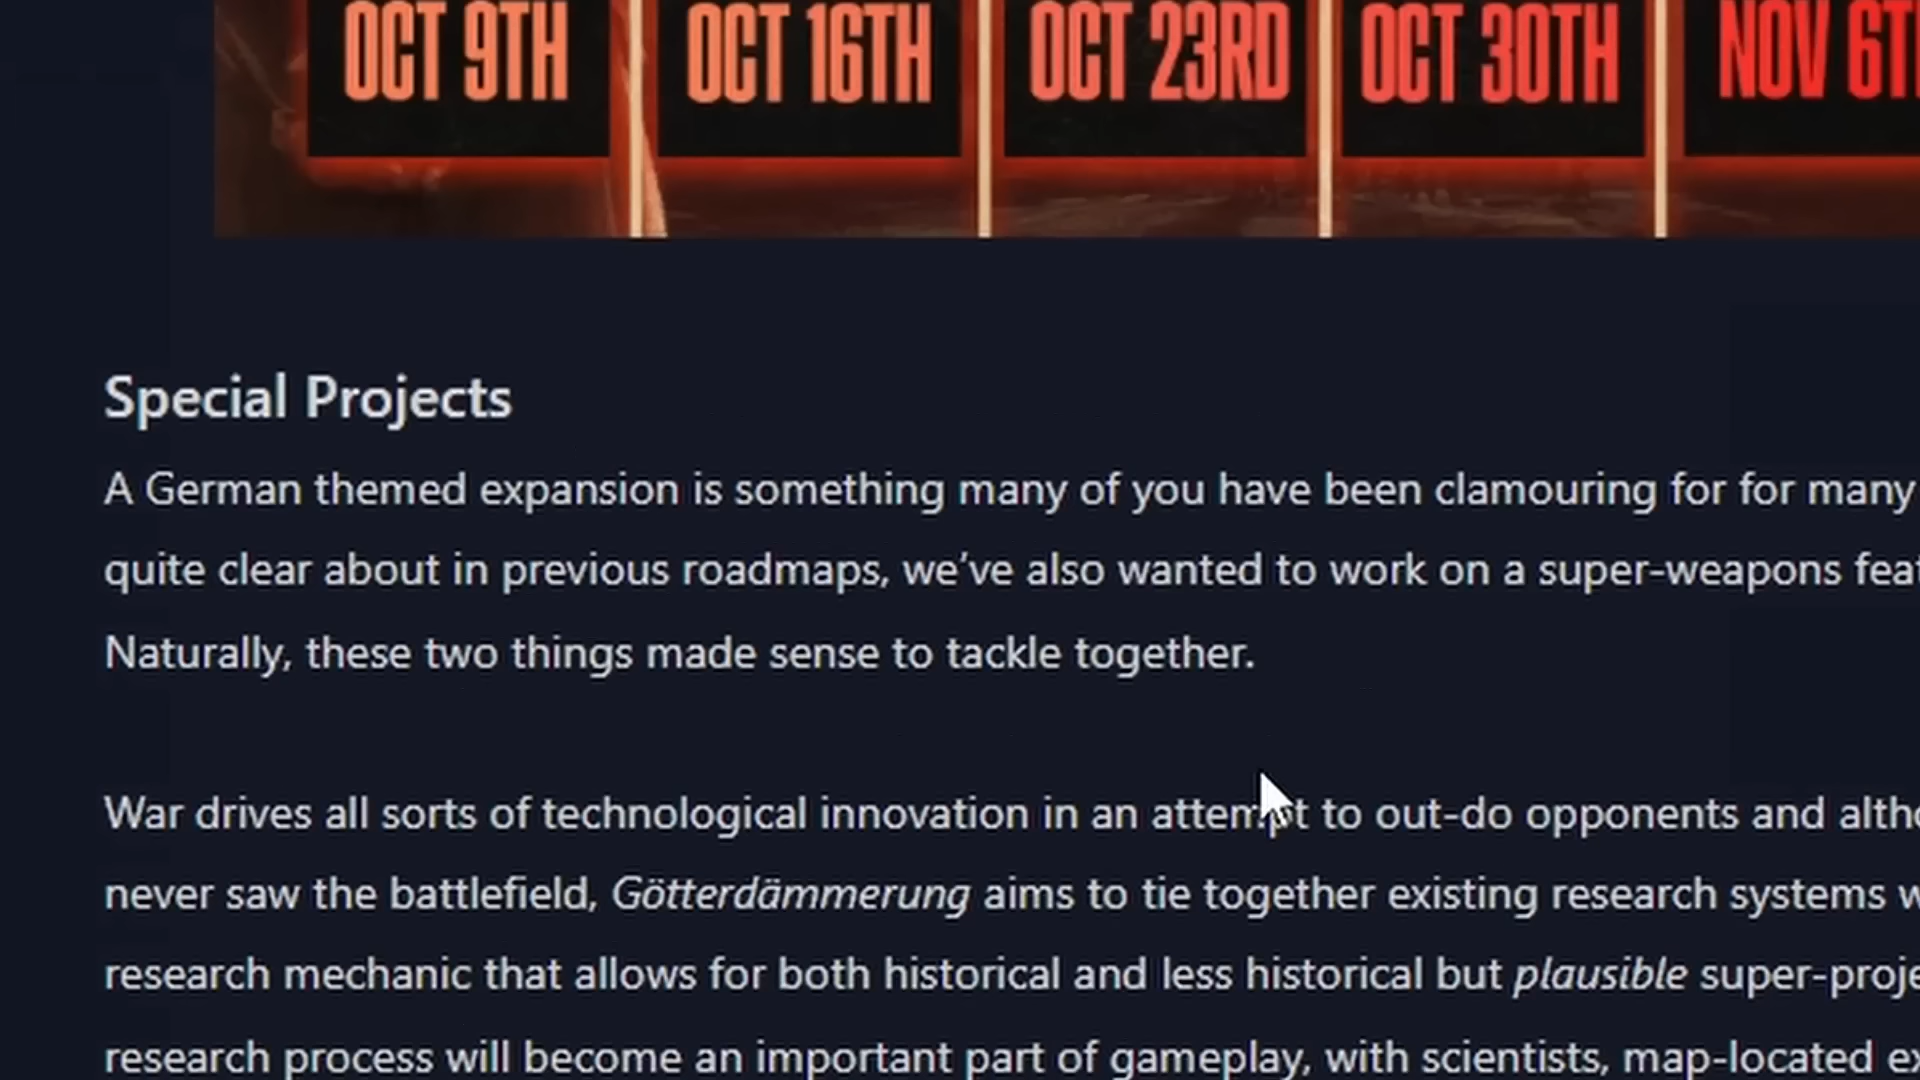 OCT 9TH OCT 16TH OCT 23RD OCT 30TH NOV
Special Projects
A German themed expansion is something many of you have been clamouring for for many
quite clear about in previous roadmaps, we’ve also wanted to work on a super-weapons
Naturally, these two things made sense to tackle together.
War drives all sorts of technological innovation in an attempt to out-do opponents and
never saw the battlefield, Götterdämmerung aims to tie together existing research systems
research mechanic that allows for both historical and less historical but plausible
research process will become an important part of gameplay, with scientists, map-located